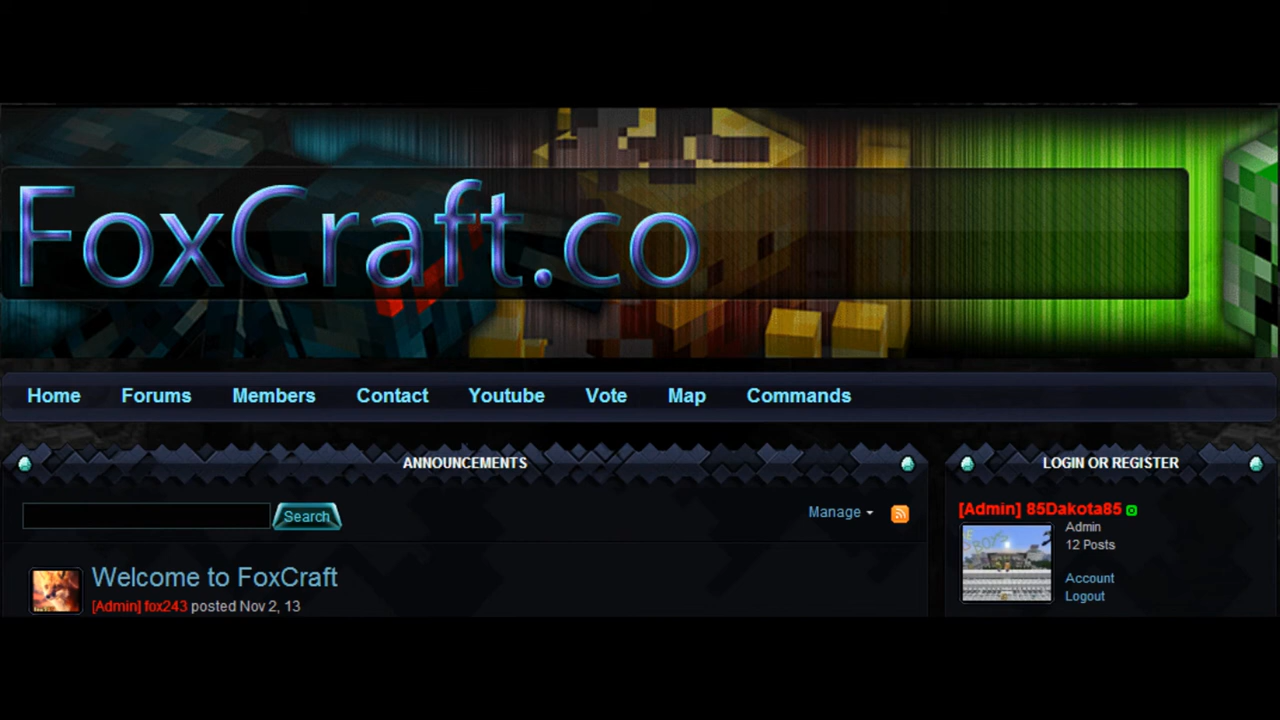 FoxCraft.co
Home Forums Members Contact Youtube Vote Map Commands
ANNOUNCEMENTS
Search
Manage
Welcome to FoxCraft
[Admin] fox243 posted Nov 2, 13
LOGIN OR REGISTER
[Admin] 85Dakota85
Admin
12 Posts
Account
Logout